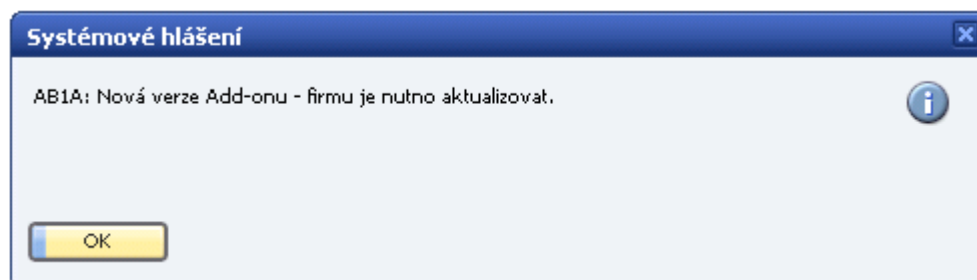 Systémové hlášení
AB1A: Nová verze Add-onu - firmu je nutno aktualizovat.
OK